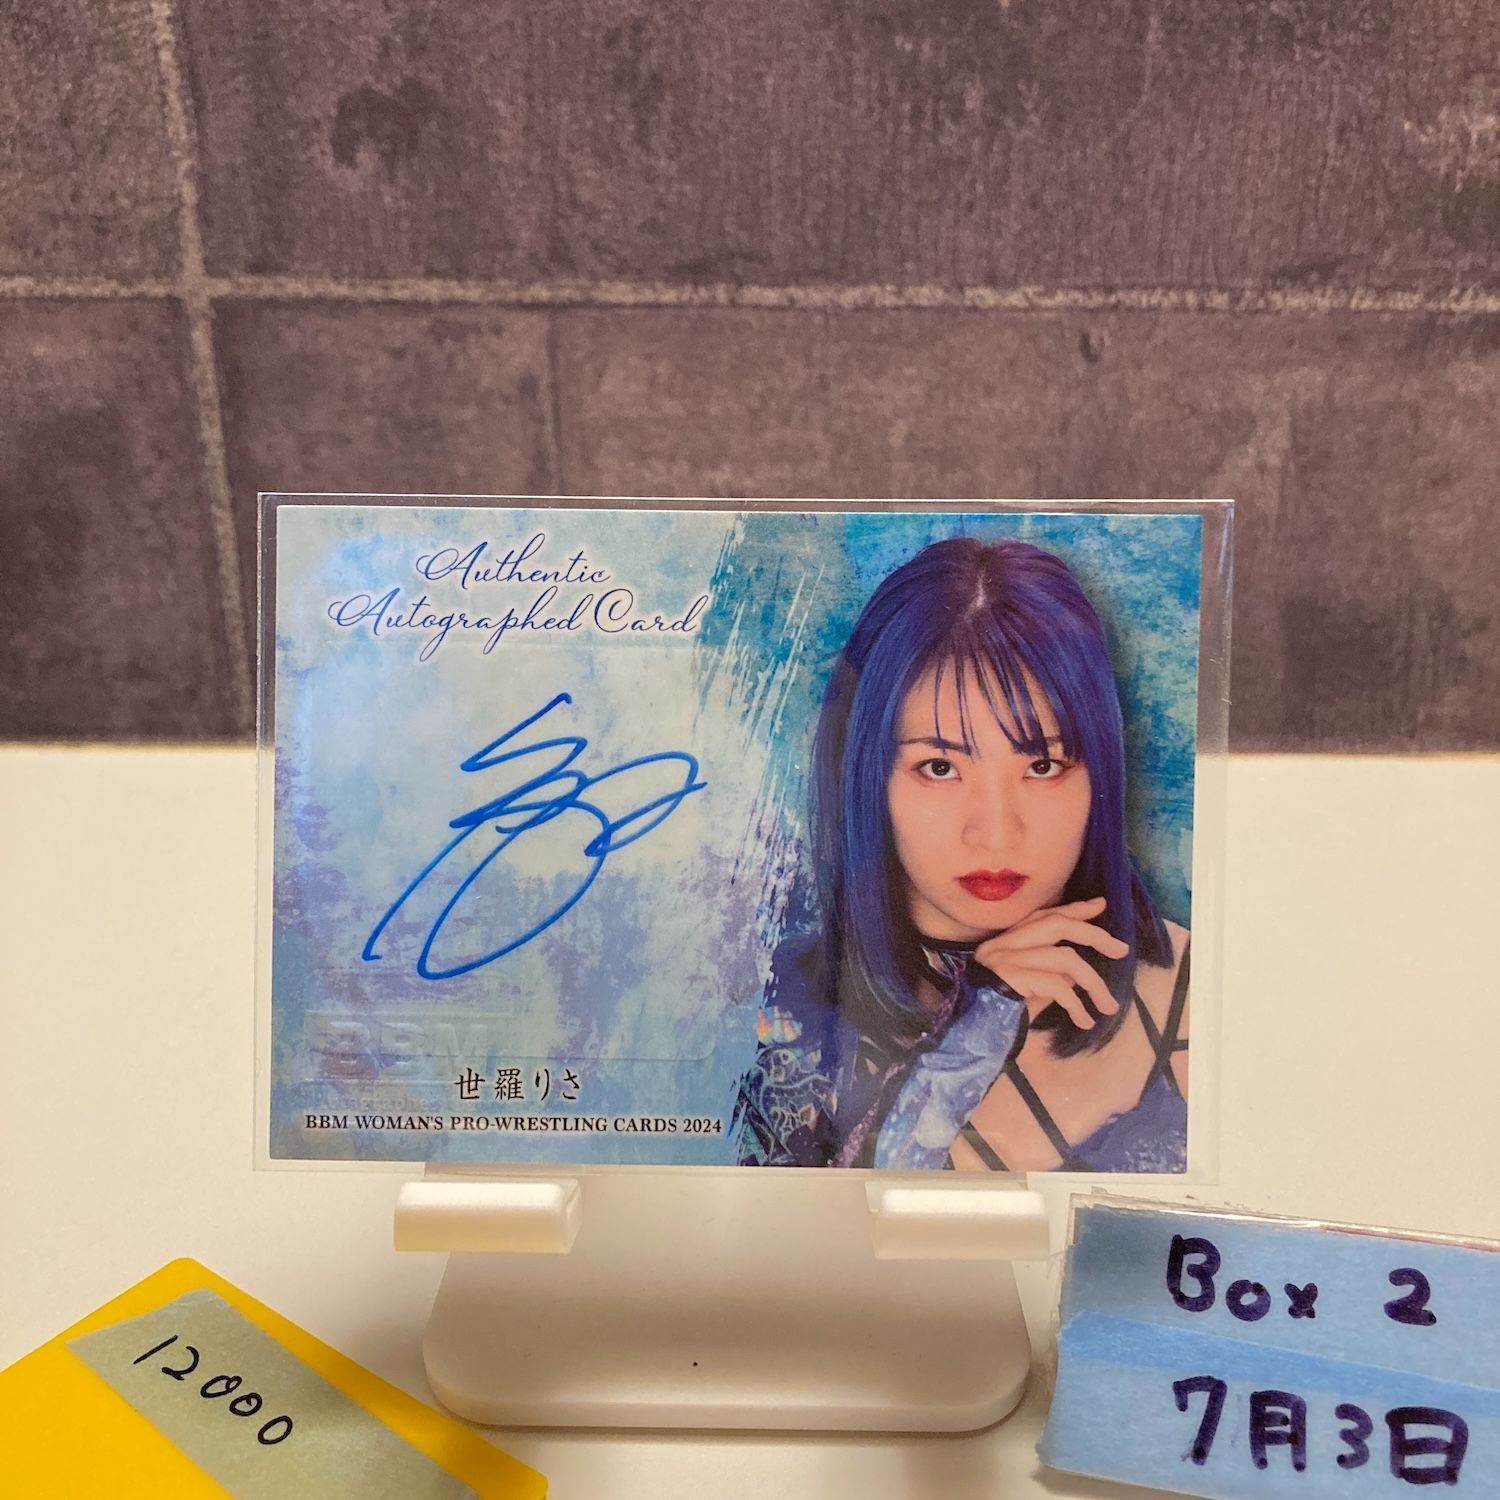 Authentic
Autographed Card
BBM
世羅りさ
BBM WOMAN'S PRO-WRESTLING CARDS 2024
12000
Box 2
7月3日